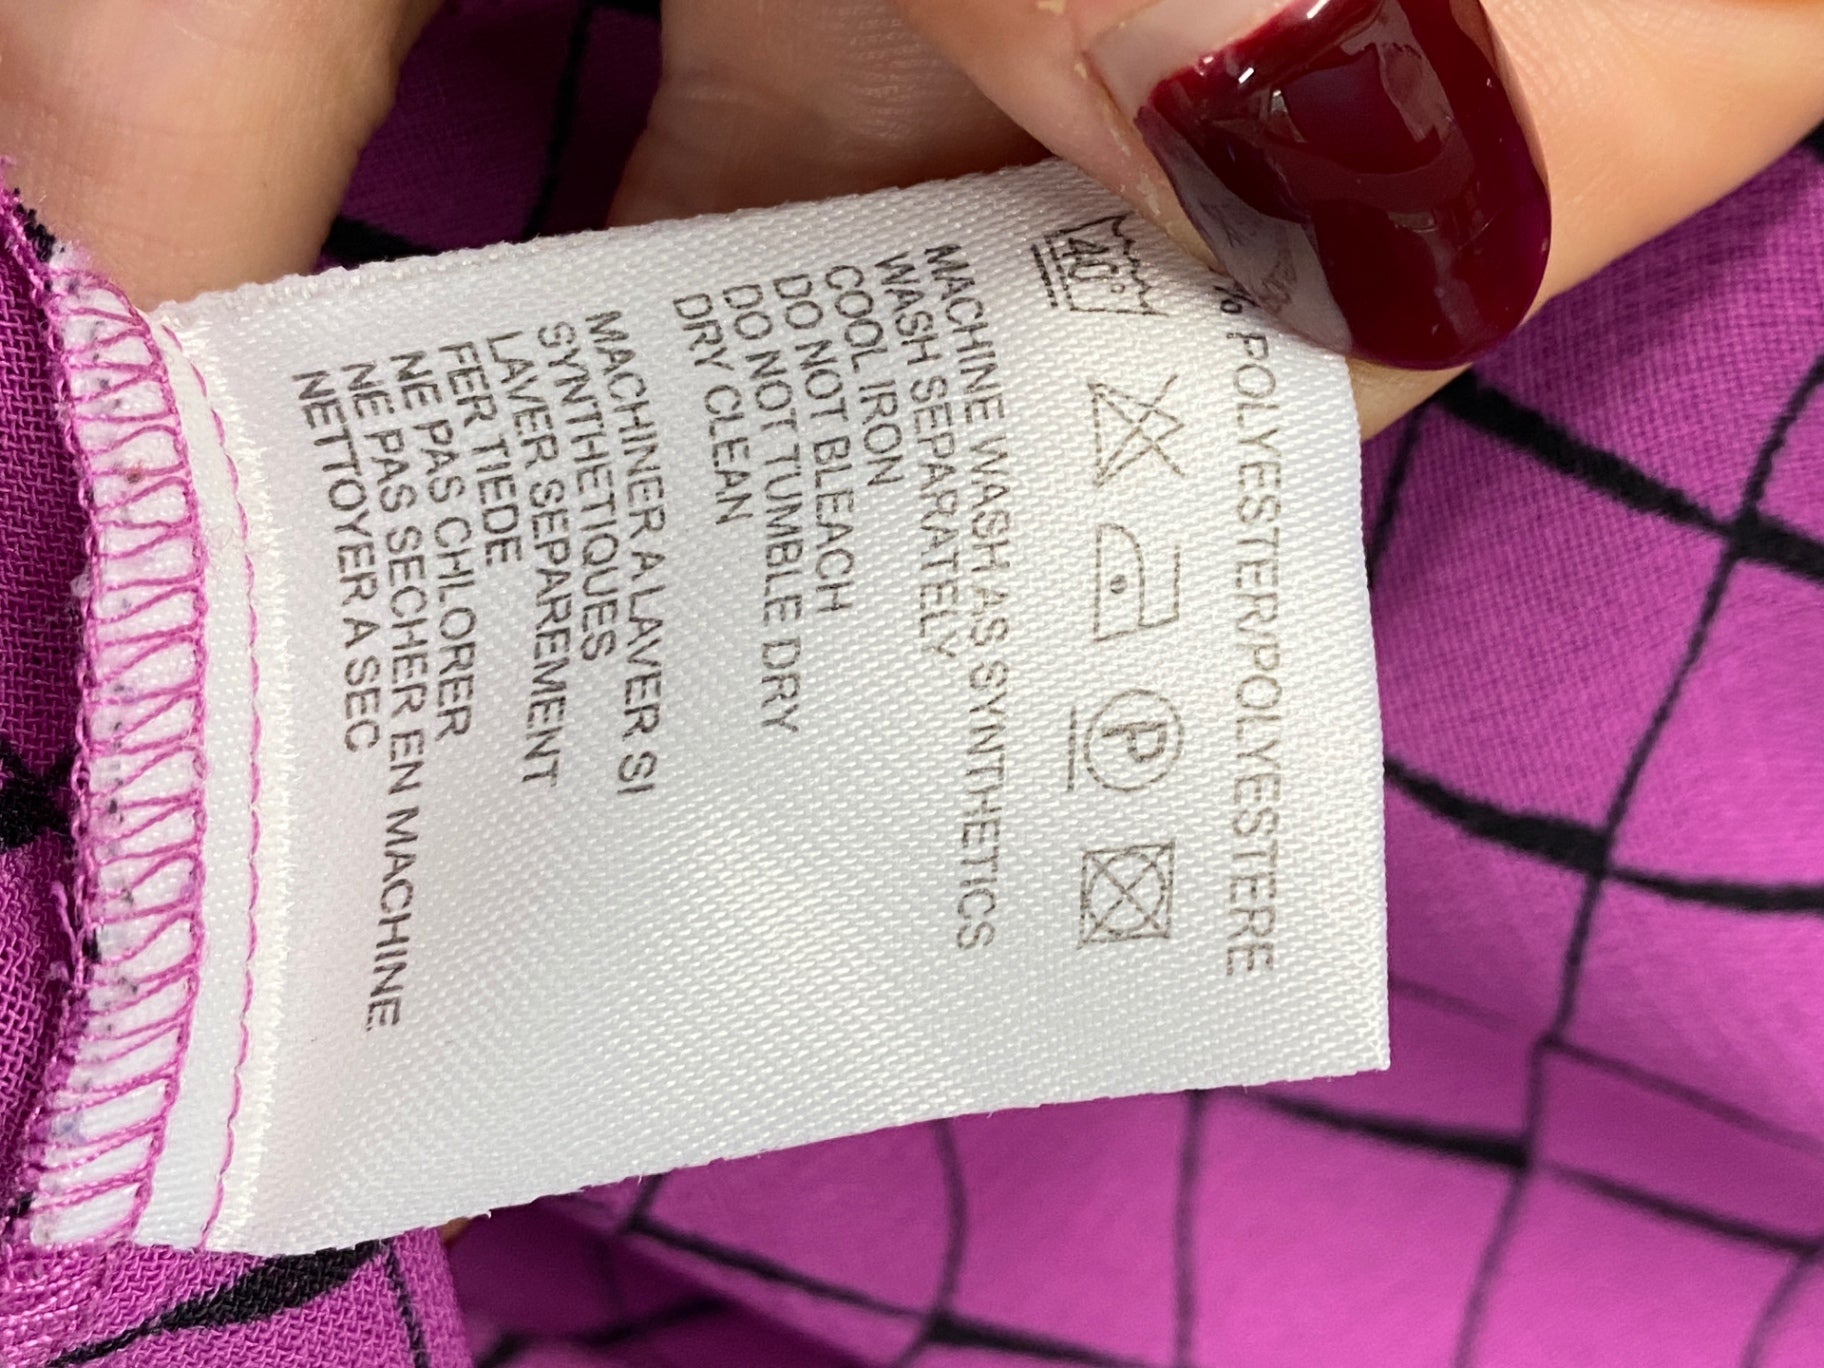 % POLYESTER/POLYESTERE
40°
P
MACHINE WASH AS SYNTHETICS
WASH SEPARATELY
COOL IRON
DO NOT BLEACH
DO NOT TUMBLE DRY
DRY CLEAN
MACHINER A LAVER SI
SYNTHETIQUES
LAVER SEPAREMENT
FER TIEDE
NE PAS CHLORER
NE PAS SECHER EN MACHINE
NETTOYER A SEC